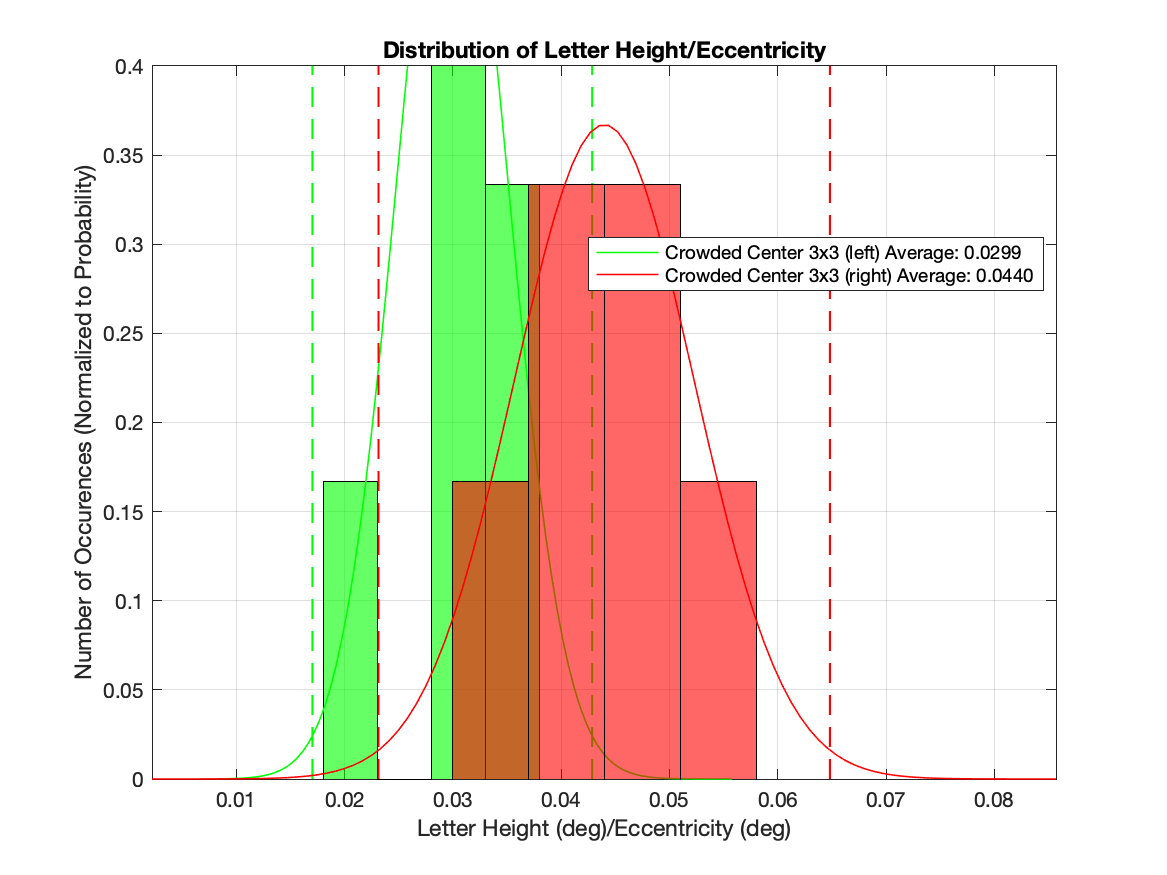 Distribution of Letter Height/Eccentricity
Number of Occurences (Normalized to Probability)
0.4
0.35
0.3
0.25
0.2
0.15
0.1
0.05
0
Crowded Center 3x3 (left) Average: 0.0299
Crowded Center 3x3 (right) Average: 0.0440
0.01 0.02 0.03 0.04 0.05 0.06 0.07 0.08
Letter Height (deg)/Eccentricity (deg)